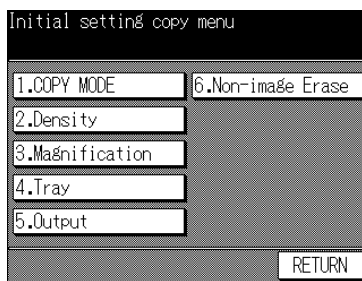 Initial setting copy menu
1.COPY MODE
2.Density
3.Magnification
4.Tray
5.Output
6.Non-image Erase
RETURN